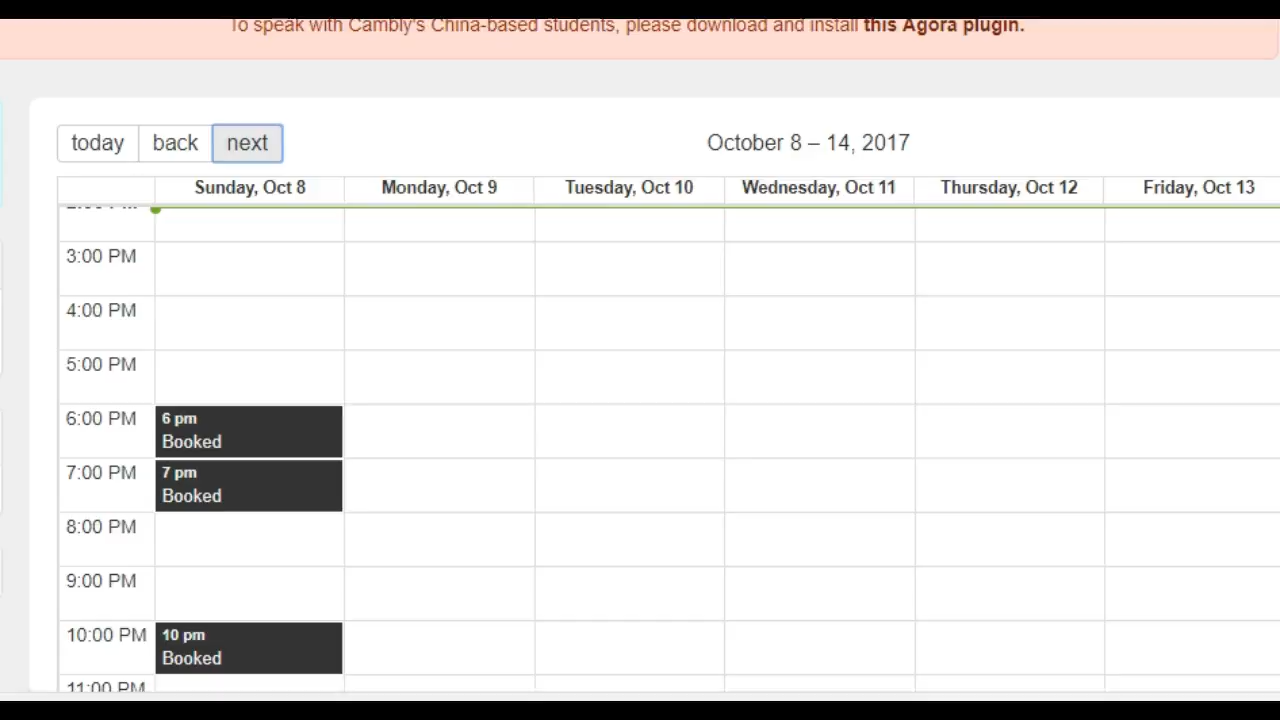 To speak with Cambly's China-based students, please download and install this Agora plugin.
today back next
October 8 – 14, 2017
Sunday, Oct 8 Monday, Oct 9 Tuesday, Oct 10 Wednesday, Oct 11 Thursday, Oct 12 Friday, Oct 13
3:00 PM
4:00 PM
5:00 PM
6:00 PM
6 pm
Booked
7:00 PM
7 pm
Booked
8:00 PM
9:00 PM
10:00 PM
10 pm
Booked
11:00 PM